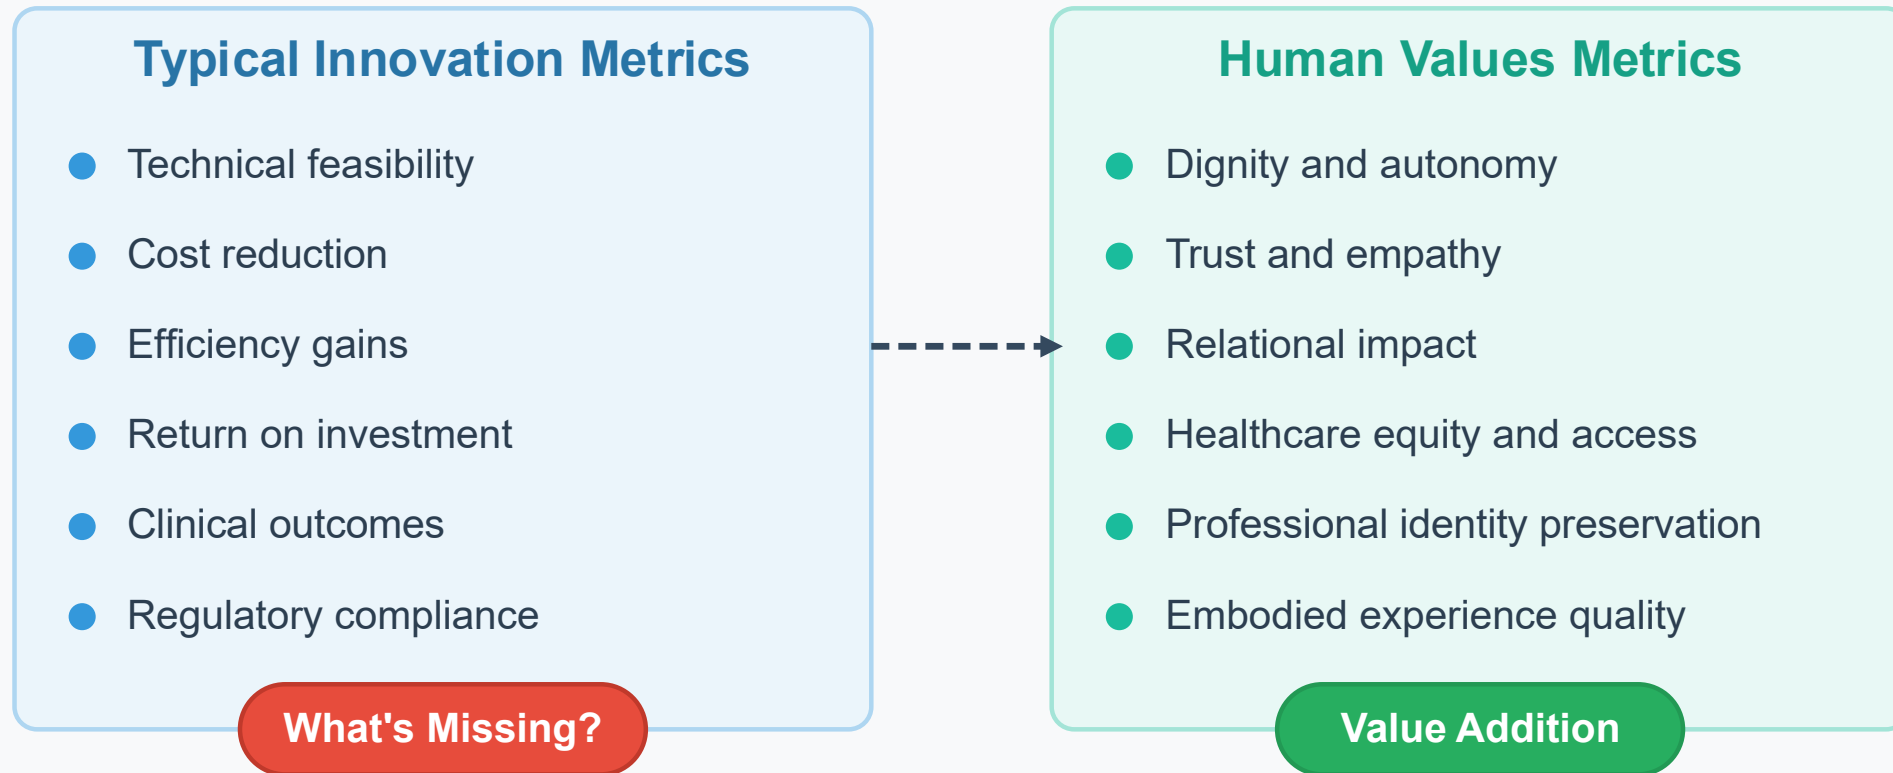 Typical Innovation Metrics
Technical feasibility
Cost reduction
Efficiency gains
Return on investment
Clinical outcomes
Regulatory compliance
What's Missing?
Human Values Metrics
Dignity and autonomy
Trust and empathy
Relational impact
Healthcare equity and access
Professional identity preservation
Embodied experience quality
Value Addition